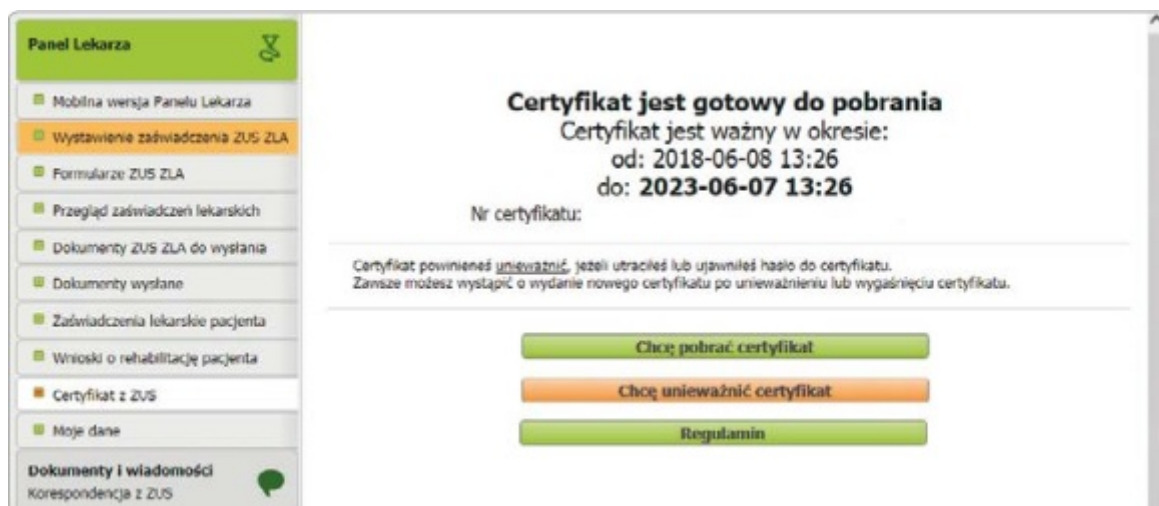 Panel Lekarza
Mobilna wersja Panelu Lekarza
Wystawienie zaświadczenia ZUS ZLA
Formularze ZUS ZLA
Przegląd zaświadczeń lekarskich
Dokumenty ZUS ZLA do wysłania
Dokumenty wysłane
Zaświadczenia lekarskie pacjenta
Wnioski o rehabilitację pacjenta
Certyfikat z ZUS
Moje dane
Dokumenty i wiadomości
Korespondencja z ZUS
Certyfikat jest gotowy do pobrania
Certyfikat jest ważny w okresie:
od: 2018-06-08 13:26
do: 2023-06-07 13:26
Nr certyfikatu:
Certyfikat powinieneś unieważnić, jeżeli utraciłeś lub ujawniłeś hasło do certyfikatu.
Zawsze możesz wystąpić o wydanie nowego certyfikatu po unieważnieniu lub wygaśnięciu certyfikatu.
Chcę pobrać certyfikat
Chcę unieważnić certyfikat
Regulamin